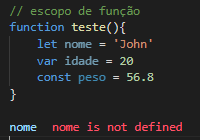 // escopo de função
function teste(){
let nome = 'John'
var idade = 20
const peso = 56.8
}
nome nome is not defined